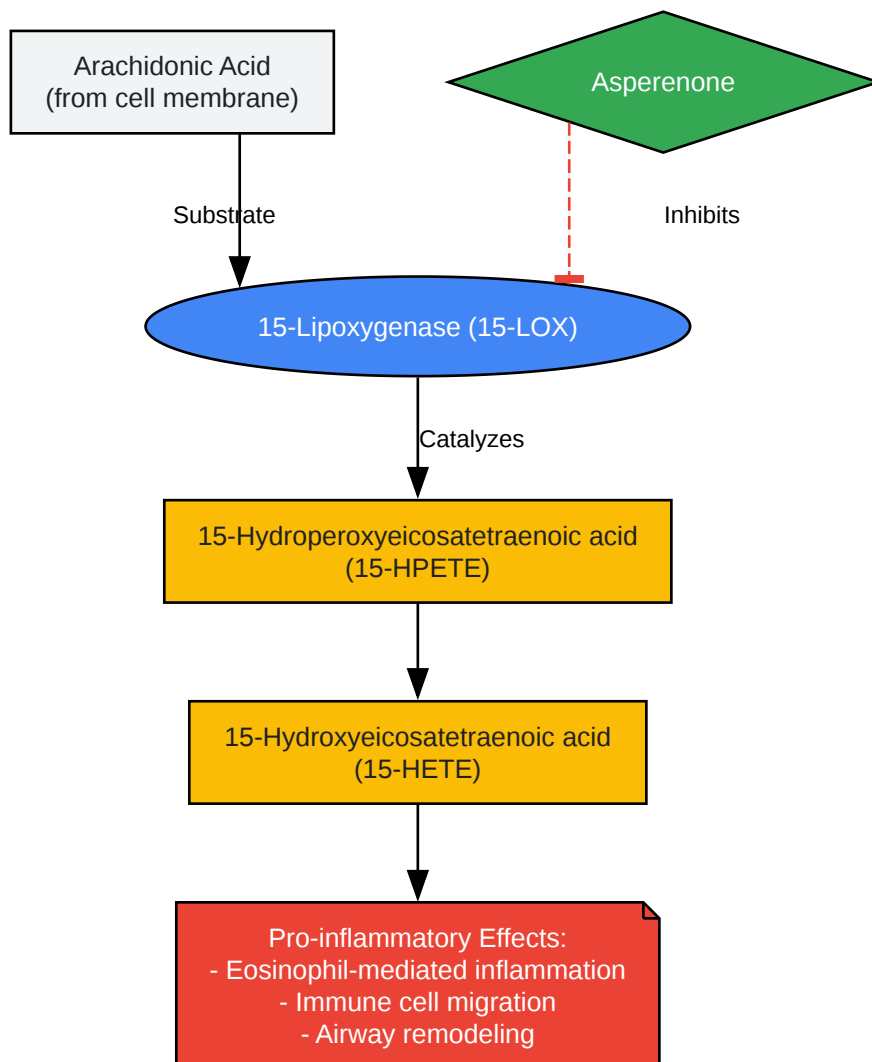 Arachidonic Acid
(from cell membrane)
Asperenone
Substrate
Inhibits
15-Lipoxygenase (15-LOX)
Catalyzes
15-Hydroperoxyeicosatetraenoic acid
(15-HPETE)
15-Hydroxyeicosatetraenoic acid
(15-HETE)
Pro-inflammatory Effects:
- Eosinophil-mediated inflammation
- Immune cell migration
- Airway remodeling